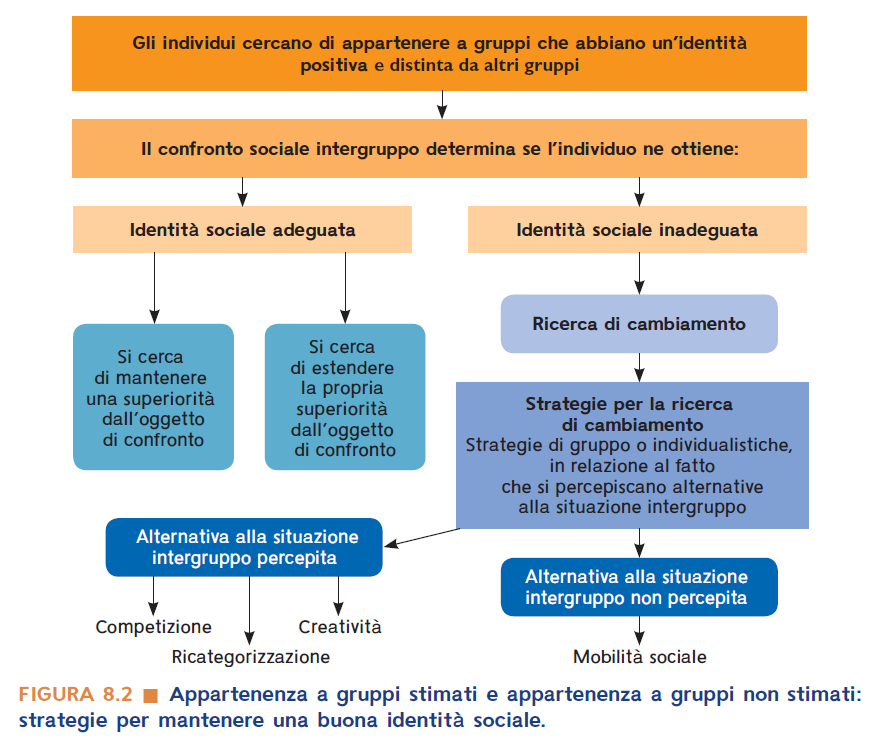 Gli individui cercano di appartenere a gruppi che abbiano un'identità
positiva e distinta da altri gruppi
Il confronto sociale intergruppo determina se l'individuo ne ottiene:
Identità sociale adeguata
Identità sociale inadeguata
Ricerca di cambiamento
Si cerca
di mantenere
una superiorità
dall'oggetto
di confronto
Si cerca
di estendere
la propria
superiorità
dall'oggetto
di confronto
Strategie per la ricerca
di cambiamento
Strategie di gruppo o individualistiche,
in relazione al fatto
che si percepiscano alternative
alla situazione intergruppo
Alternativa alla situazione
intergruppo percepita
Alternativa alla situazione
intergruppo non percepita
Competizione
Creatività
Ricategorizzazione
Mobilità sociale
FIGURA 8.2 ■ Appartenenza a gruppi stimati e appartenenza a gruppi non stimati:
strategie per mantenere una buona identità sociale.